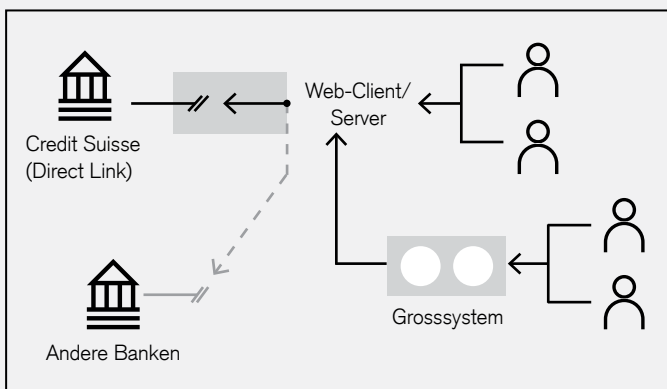 Web-Client/
Server
Credit Suisse
(Direct Link)
Grosssystem
Andere Banken